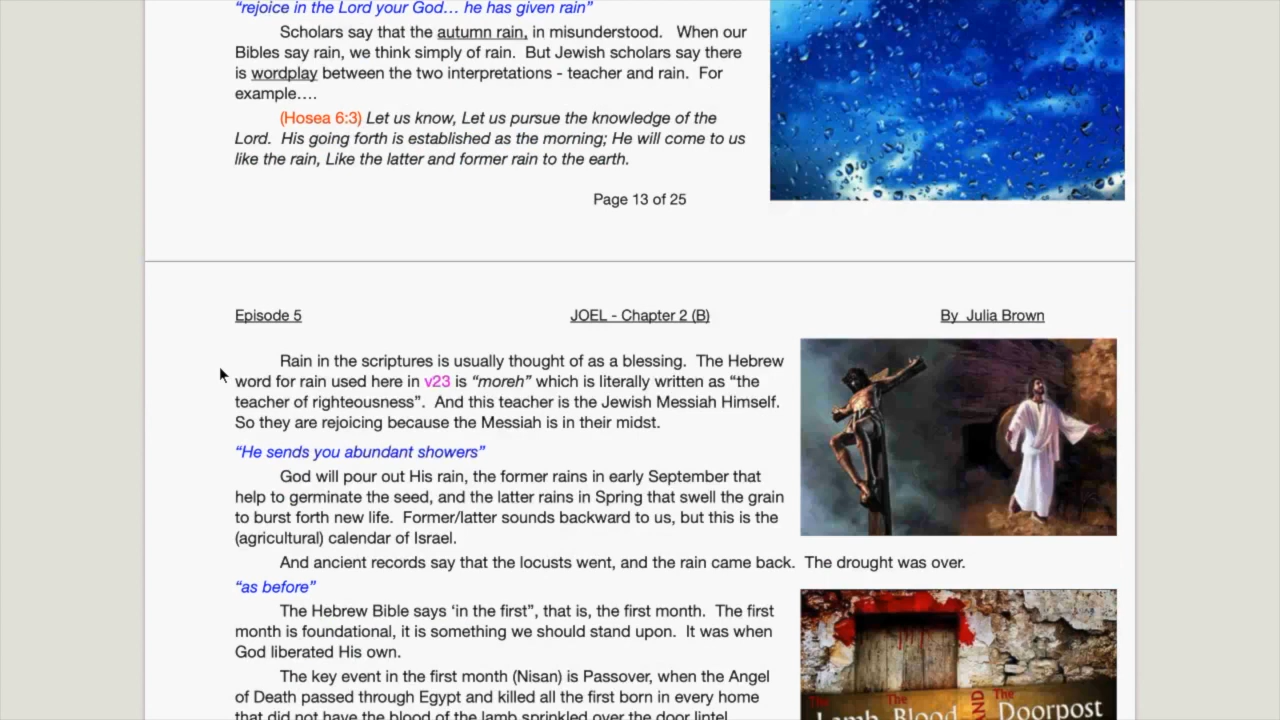 “rejoice in the Lord your God… he has given rain”
Scholars say that the autumn rain, in misunderstood. When our
Bibles say rain, we think simply of rain. But Jewish scholars say there
is wordplay between the two interpretations - teacher and rain. For
example….
(Hosea 6:3) Let us know, Let us pursue the knowledge of the
Lord. His going forth is established as the morning; He will come to us
like the rain, Like the latter and former rain to the earth.
Page 13 of 25
Episode 5 JOEL - Chapter 2 (B) By Julia Brown
Rain in the scriptures is usually thought of as a blessing. The Hebrew
word for rain used here in v23 is “moreh” which is literally written as “the
teacher of righteousness”. And this teacher is the Jewish Messiah Himself.
So they are rejoicing because the Messiah is in their midst.
“He sends you abundant showers”
God will pour out His rain, the former rains in early September that
help to germinate the seed, and the latter rains in Spring that swell the grain
to burst forth new life. Former/latter sounds backward to us, but this is the
(agricultural) calendar of Israel.
And ancient records say that the locusts went, and the rain came back. The drought was over.
“as before”
The Hebrew Bible says ‘in the first”, that is, the first month. The first
month is foundational, it is something we should stand upon. It was when
God liberated His own.
The key event in the first month (Nisan) is Passover, when the Angel
of Death passed through Egypt and killed all the first born in every home
that did not have the blood of the lamb sprinkled over the door lintel
The Lamb The Blood AND The Doorpost